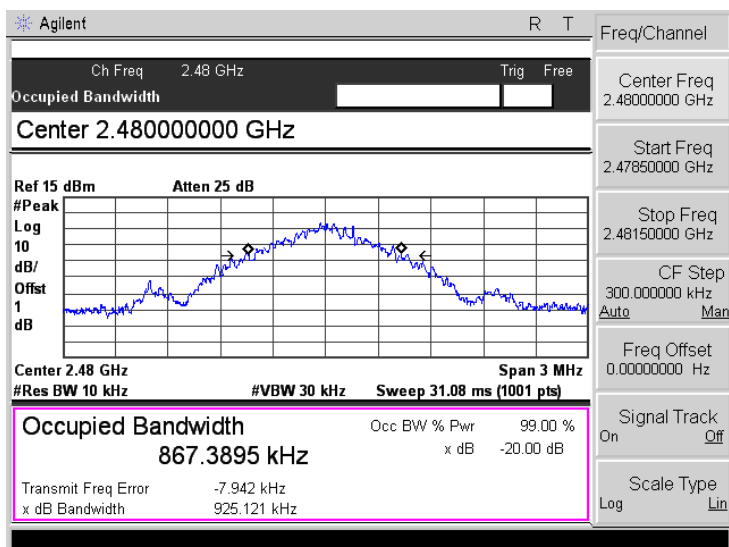 Agilent R T
Ch Freq 2.48 GHz Trig Free
Occupied Bandwidth
Center 2.480000000 GHz
Ref 15 dBm Atten 25 dB
#Peak
Log
10
dB/
Offst
1
dB
Center 2.48 GHz Span 3 MHz
#Res BW 10 kHz #VBW 30 kHz Sweep 31.08 ms (1001 pts)
Occupied Bandwidth Occ BW % Pwr 99.00 %
867.3895 kHz x dB -20.00 dB
Transmit Freq Error -7.942 kHz
x dB Bandwidth 925.121 kHz
Freq/Channel
Center Freq
2.48000000 GHz
Start Freq
2.47850000 GHz
Stop Freq
2.48150000 GHz
CF Step
300.000000 kHz
Auto Man
Freq Offset
0.00000000 Hz
Signal Track
On Off
Scale Type
Log Lin